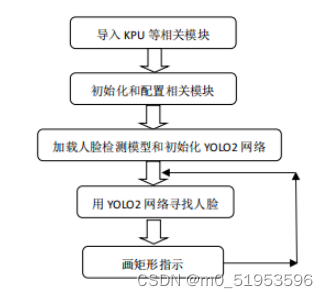 导入 KPU 等相关模块
初始化和配置相关模块
加载人脸检测模型和初始化 YOLO2 网络
用 YOLO2 网络寻找人脸
画矩形指示
CSDN @m0_51953596